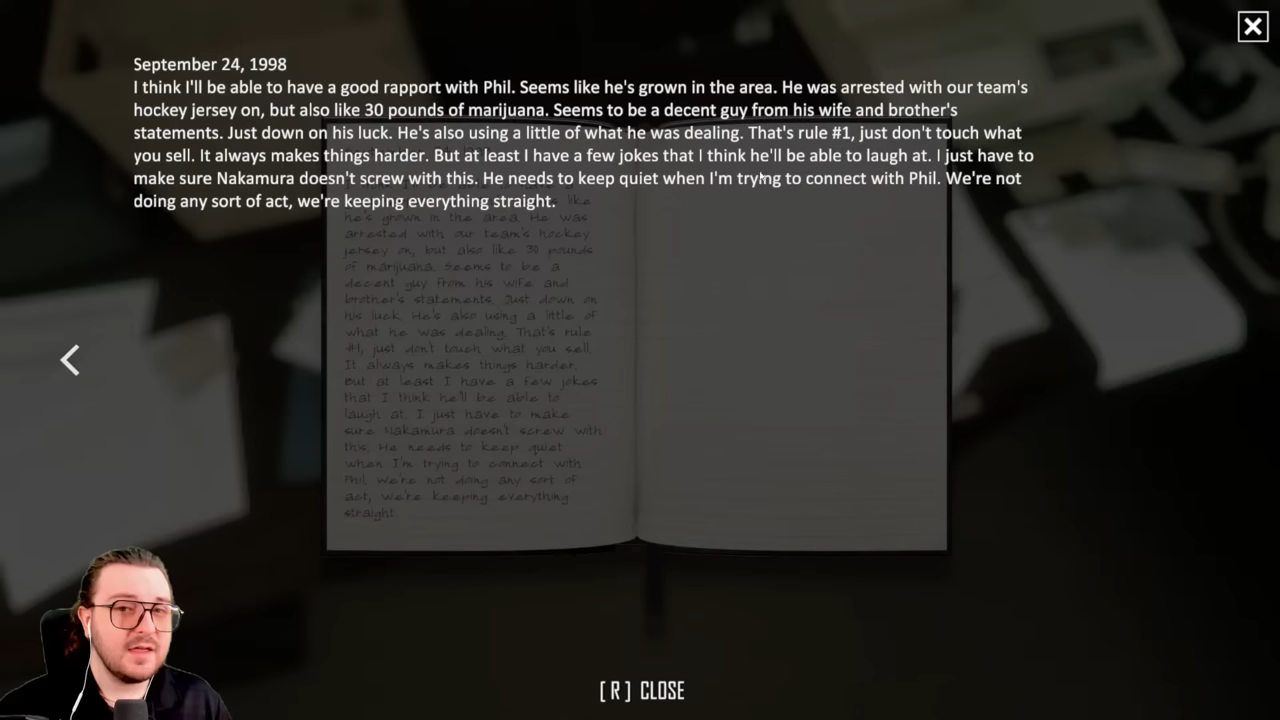 September 24, 1998
I think I'll be able to have a good rapport with Phil. Seems like he's grown in the area. He was arrested with our team's
hockey jersey on, but also like 30 pounds of marijuana. Seems to be a decent guy from his wife and brother's
statements. Just down on his luck. He's also using a little of what he was dealing. That's rule #1, just don't touch what
you sell. It always makes things harder. But at least I have a few jokes that I think he'll be able to laugh at. I just have to
make sure Nakamura doesn't screw with this. He needs to keep quiet when I'm trying to connect with Phil. We're not
doing any sort of act, we're keeping everything straight.
like
he's grown in the area. He was
arrested with our team's hockey
jersey on, but also like 30 pounds
of marijuana. Seems to be a
decent guy from his wife and
brother's statements. Just down on
his luck. He's also using a little of
what he was dealing. That's rule
#1, just don't touch what you sell.
It always makes things harder.
But at least I have a few jokes
that I think he'll be able to
laugh at. I just have to make
sure Nakamura doesn't screw with
this. He needs to keep quiet
when I'm trying to connect with
Phil. We're not doing any sort of
act, we're keeping everything
straight.
[ R ] CLOSE